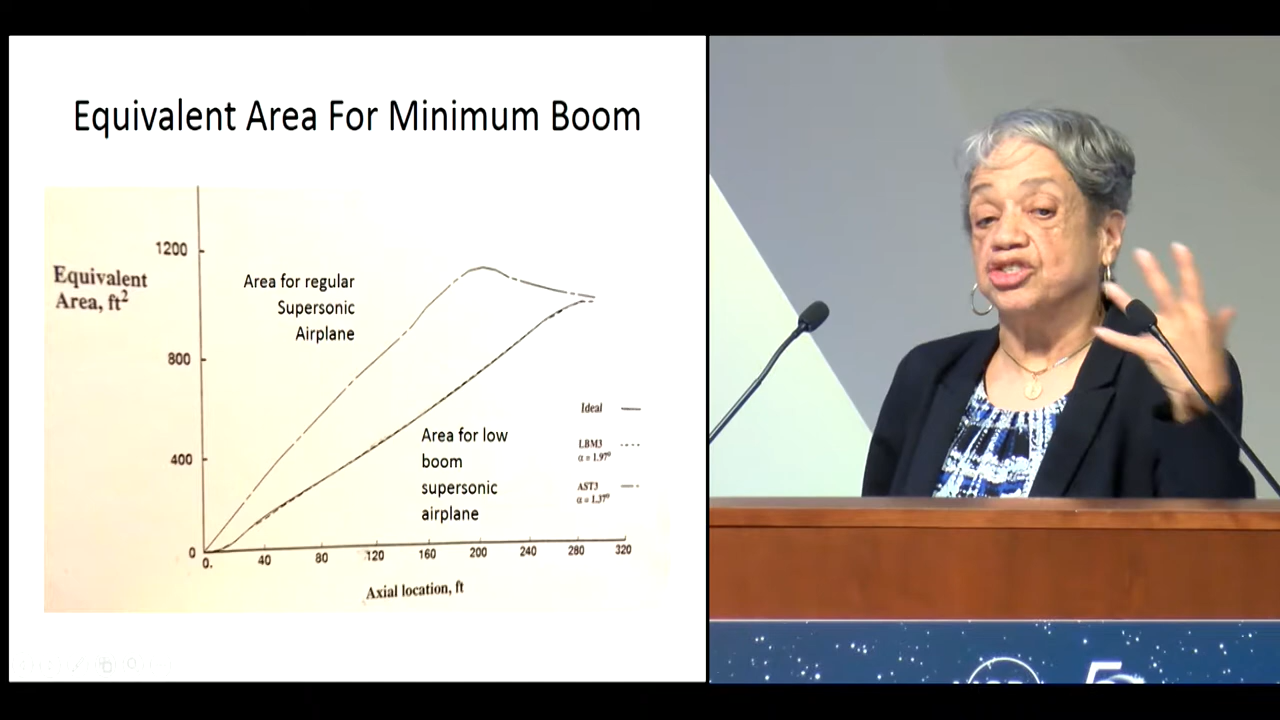 Equivalent Area For Minimum Boom
1200
Equivalent
Area, ft²
Area for regular
Supersonic
Airplane
800
Ideal
Area for low
boom
supersonic
airplane
LBM3
α = 1.97º
400
AST3
α = 1.37º
0
0.
40
80
120
160
200
240
280
320
Axial location, ft